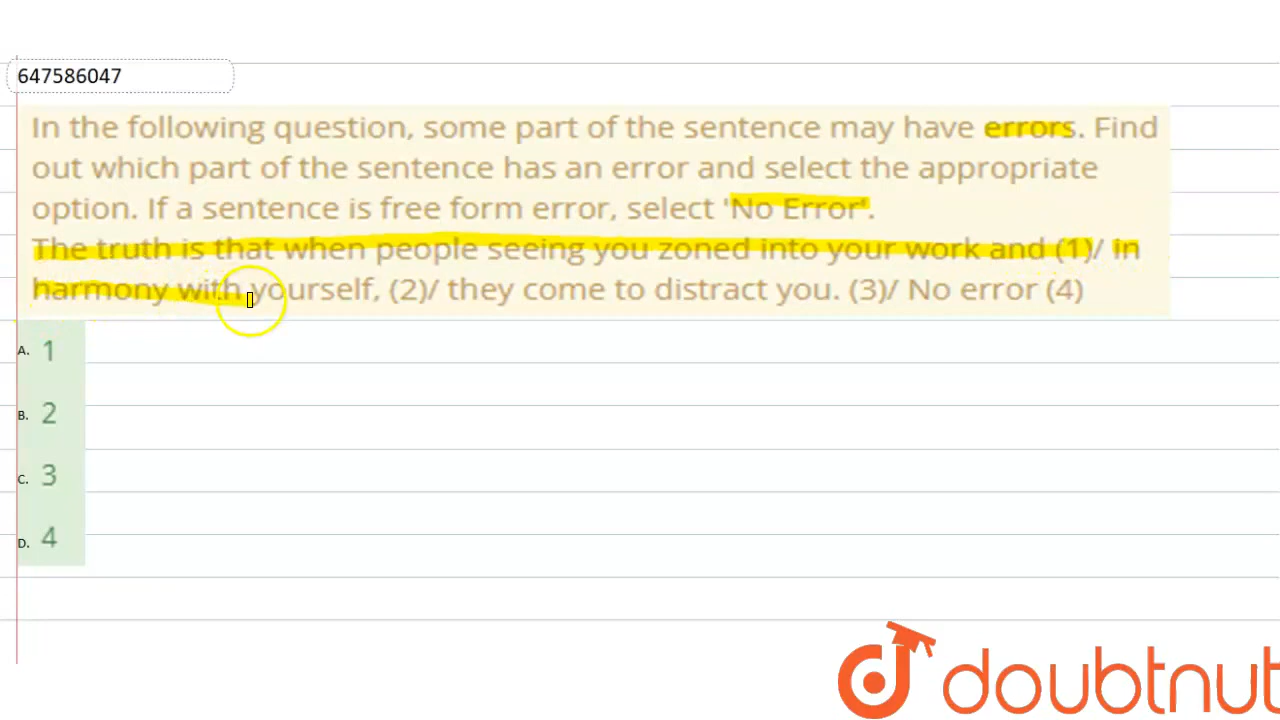 647586047
In the following question, some part of the sentence may have errors. Find
out which part of the sentence has an error and select the appropriate
option. If a sentence is free form error, select 'No Error'.
The truth is that when people seeing you zoned into your work and (1)/ in
harmony with yourself, (2)/ they come to distract you. (3)/ No error (4)
A. 1
B. 2
C. 3
D. 4
doubtnut